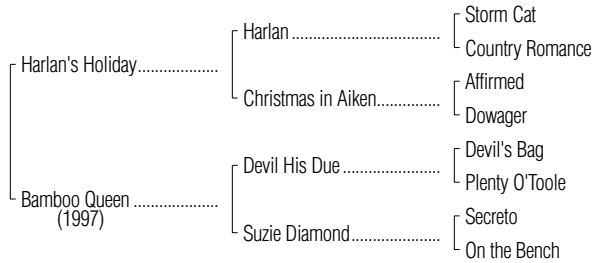 Storm Cat
Harlan
Country Romance
Harlan's Holiday
Affirmed
Christmas in Aiken
Dowager
Devil's Bag
Devil His Due
Plenty O'Toole
Bamboo Queen
(1997)
Secreto
Suzie Diamond
On the Bench